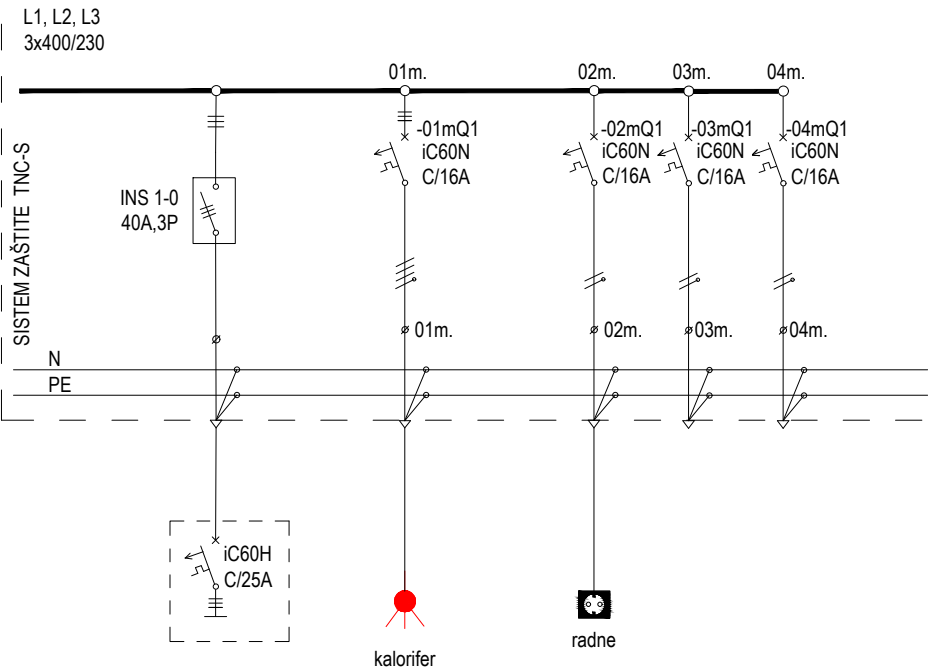 L1, L2, L3
3x400/230
01m.
02m.
03m.
04m.
-01mQ1
iC60N
C/16A
-02mQ1
iC60N
C/16A
-03mQ1
iC60N
C/16A
-04mQ1
iC60N
C/16A
INS 1-0
40A,3P
SISTEM ZAŠTITE TNC-S
01m.
02m.
03m.
04m.
N
PE
iC60H
C/25A
kalorifer
radne